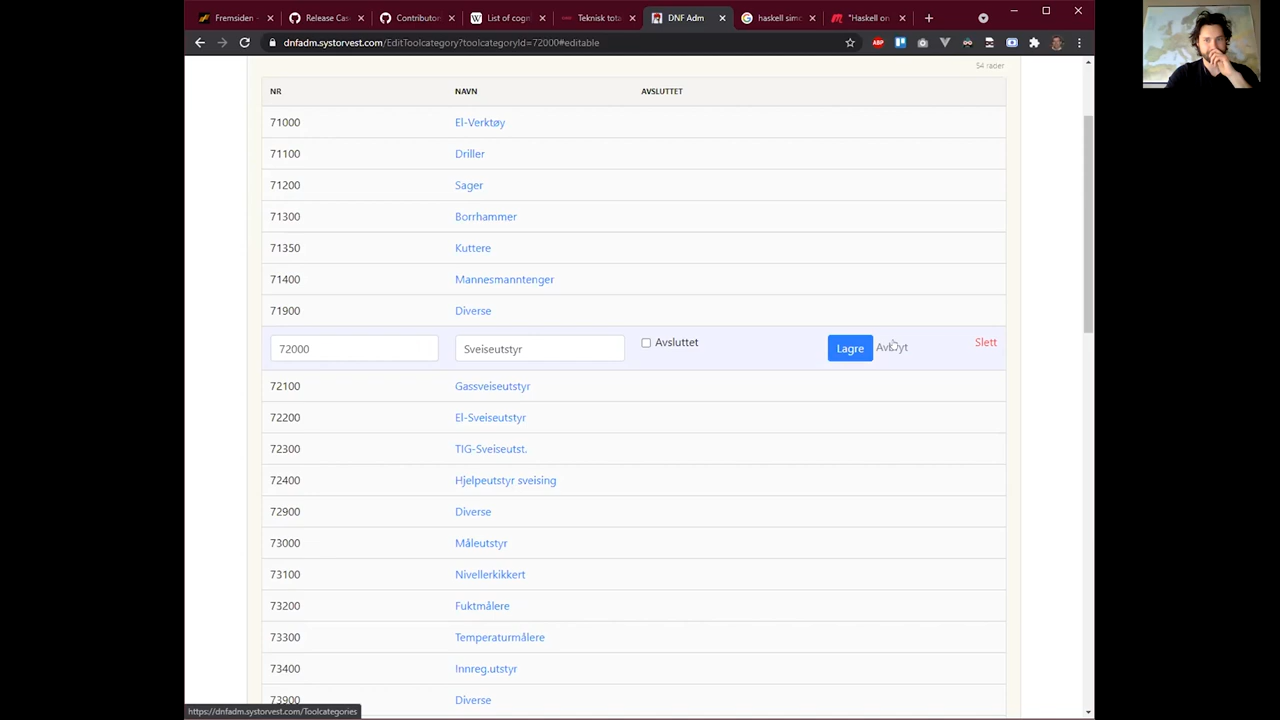 Fremsiden -
Release Cas
Contributor
List of cogn
Teknisk tota
DNF Adm
haskell simo
"Haskell on
dnfadm.systorvest.com/EditToolcategory?toolcategoryId=72000#editable
ABP
54 rader
NR NAVN AVSLUTTET
71000 El-Verktøy
71100 Driller
71200 Sager
71300 Borrhammer
71350 Kuttere
71400 Mannesmanntenger
71900 Diverse
72000 Sveiseutstyr Avsluttet Lagre Slett
72100 Gassveiseutstyr
72200 El-Sveiseutstyr
72300 TIG-Sveiseutst.
72400 Hjelpeutstyr sveising
72900 Diverse
73000 Måleutstyr
73100 Nivellerkikkert
73200 Fuktmålere
73300 Temperaturmålere
73400 Innreg.utstyr
73900 Diverse
https://dnfadm.systorvest.com/Toolcategories